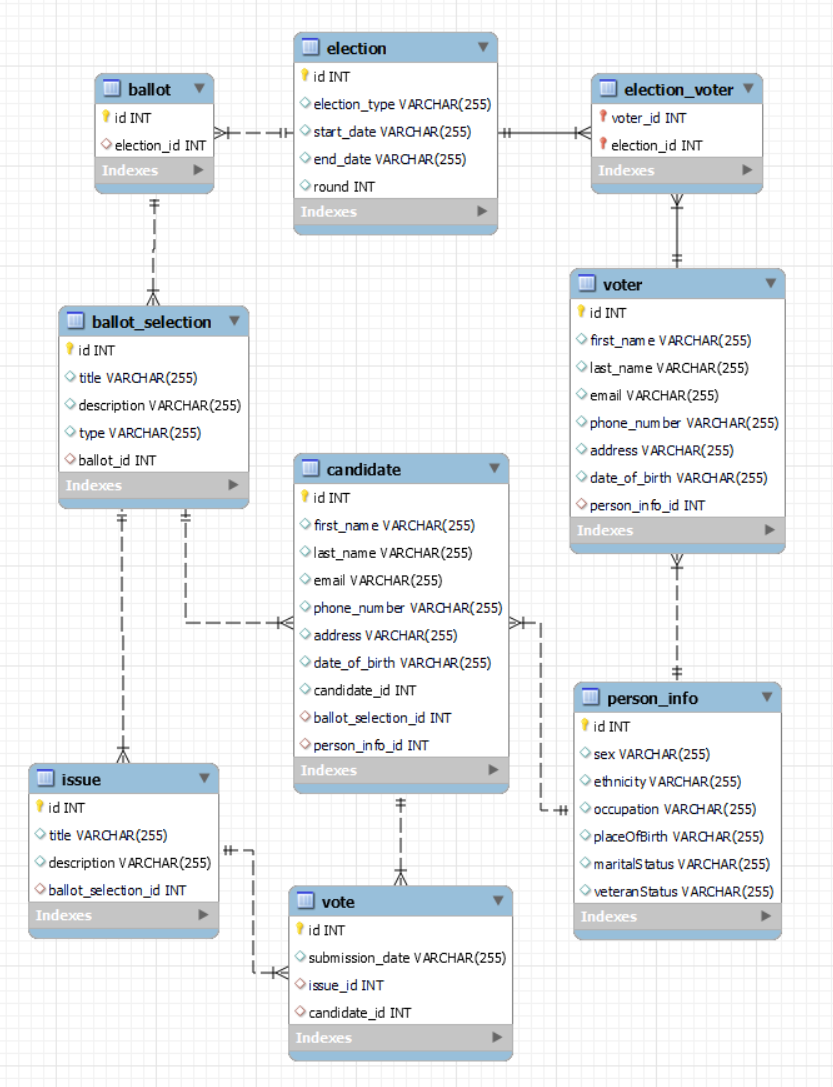 election
id INT
election_type VARCHAR(255)
start_date VARCHAR(255)
end_date VARCHAR(255)
round INT
Indexes
ballot
id INT
election_id INT
Indexes
election_voter
voter_id INT
election_id INT
Indexes
voter
id INT
first_name VARCHAR(255)
last_name VARCHAR(255)
email VARCHAR(255)
phone_number VARCHAR(255)
address VARCHAR(255)
date_of_birth VARCHAR(255)
person_info_id INT
Indexes
ballot_selection
id INT
title VARCHAR(255)
description VARCHAR(255)
type VARCHAR(255)
ballot_id INT
Indexes
candidate
id INT
first_name VARCHAR(255)
last_name VARCHAR(255)
email VARCHAR(255)
phone_number VARCHAR(255)
address VARCHAR(255)
date_of_birth VARCHAR(255)
candidate_id INT
ballot_selection_id INT
person_info_id INT
Indexes
person_info
id INT
sex VARCHAR(255)
ethnicity VARCHAR(255)
occupation VARCHAR(255)
placeOfBirth VARCHAR(255)
maritalStatus VARCHAR(255)
veteranStatus VARCHAR(255)
Indexes
issue
id INT
title VARCHAR(255)
description VARCHAR(255)
ballot_selection_id INT
Indexes
vote
id INT
submission_date VARCHAR(255)
issue_id INT
candidate_id INT
Indexes